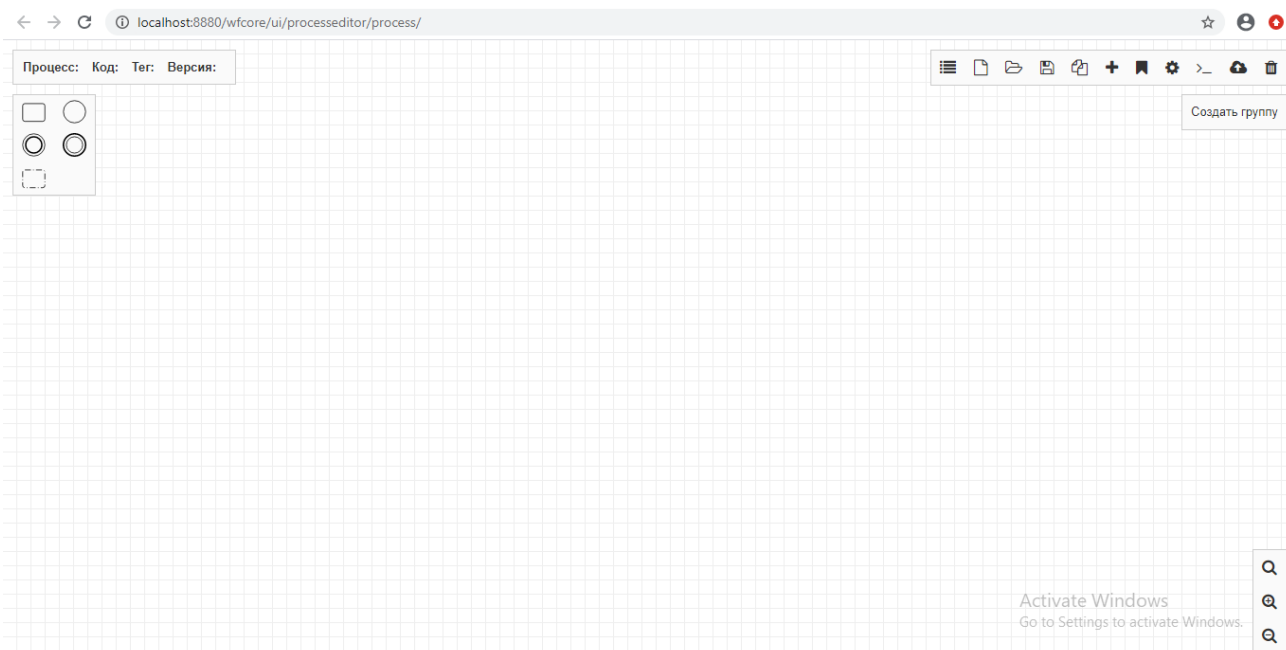 localhost:8880/wfcore/ui/processeditor/process/
Процесс: Код: Тег: Версия:
Создать группу
Activate Windows
Go to Settings to activate Windows.